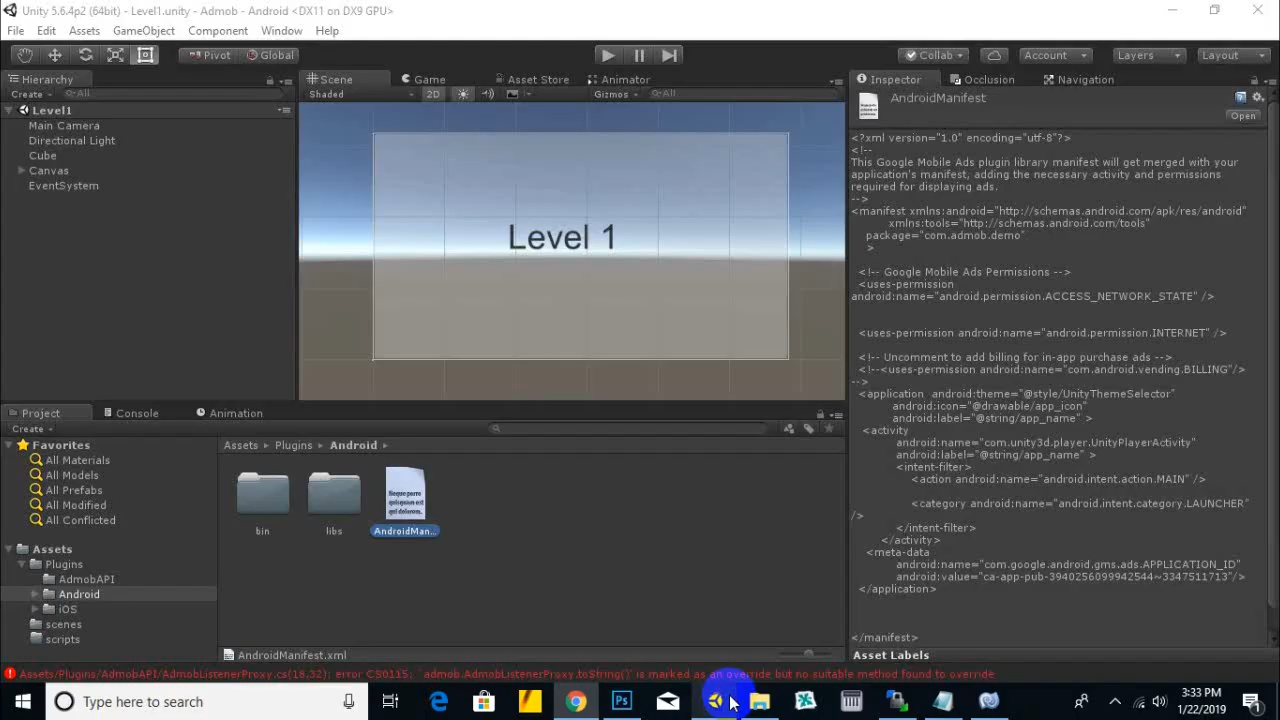 Unity 5.6.4p2 (64bit) - Level1.unity - Admob - Android <DX11 on DX9 GPU>
File Edit Assets GameObject Component Window Help
Pivot Global Collab Account Layers Layout
Hierarchy
Create All
Level1
Main Camera
Directional Light
Cube
Canvas
EventSystem
Scene Game Asset Store Animator
Shaded 2D Gizmos All
Level 1
Inspector Occlusion Navigation
AndroidManifest
Open
<?xml version="1.0" encoding="utf-8"?>
<!--
This Google Mobile Ads plugin library manifest will get merged with your
application's manifest, adding the necessary activity and permissions
required for displaying ads.
-->
<manifest xmlns:android="http://schemas.android.com/apk/res/android"
xmlns:tools="http://schemas.android.com/tools"
package="com.admob.demo"
>
<!-- Google Mobile Ads Permissions -->
<uses-permission
android:name="android.permission.ACCESS_NETWORK_STATE" />
<uses-permission android:name="android.permission.INTERNET" />
<!-- Uncomment to add billing for in-app purchase ads -->
<!--<uses-permission android:name="com.android.vending.BILLING"/>
-->
<application android:theme="@style/UnityThemeSelector"
android:icon="@drawable/app_icon"
android:label="@string/app_name" >
<activity
android:name="com.unity3d.player.UnityPlayerActivity"
android:label="@string/app_name" >
<intent-filter>
<action android:name="android.intent.action.MAIN" />
<category android:name="android.intent.category.LAUNCHER"
/>
</intent-filter>
</activity>
<meta-data
android:name="com.google.android.gms.ads.APPLICATION_ID"
android:value="ca-app-pub-3940256099942544~3347511713"/>
</application>
</manifest>
Asset Labels
Project Console Animation
Create
Favorites
All Materials
All Models
All Prefabs
All Modified
All Conflicted
Assets
Plugins
AdmobAPI
Android
iOS
scenes
scripts
Assets Plugins Android
bin libs AndroidMan...
AndroidManifest.xml
Assets/Plugins/AdmobAPI/AdmobListenerProxy.cs(18,32): error CS0115: `admob.AdmobListenerProxy.toString()' is marked as an override but no suitable method found to override
Type here to search
3:33 PM
1/22/2019